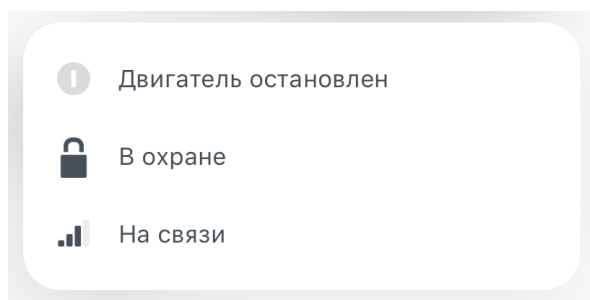 Двигатель остановлен
В охране
На связи